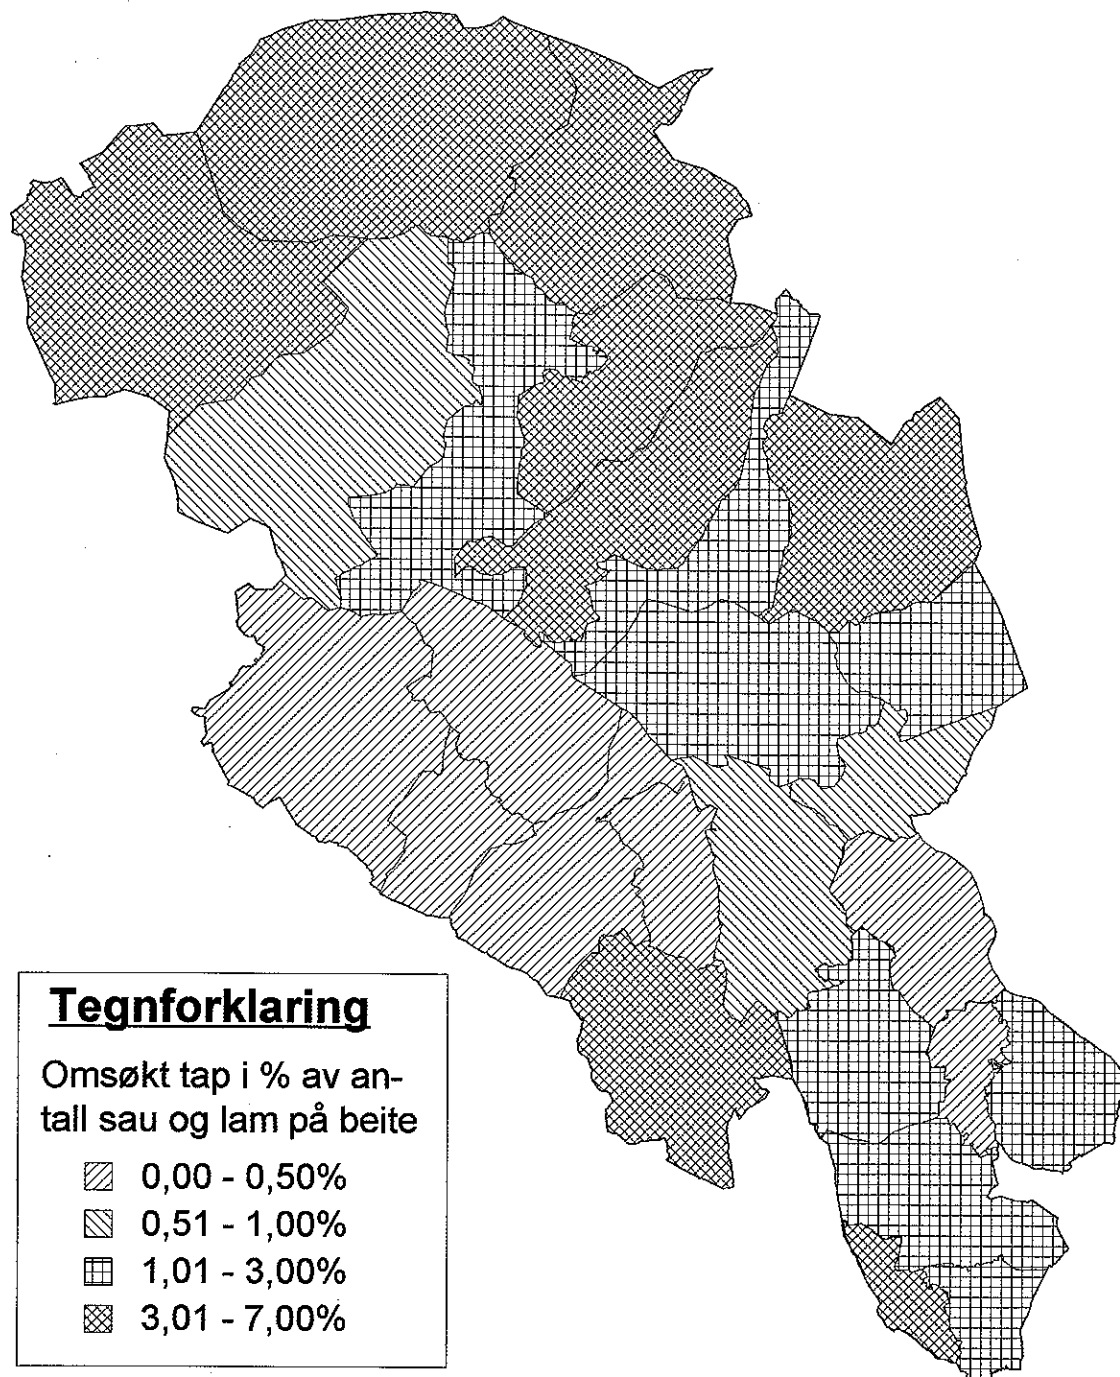 Tegnforklaring
Omsøkt tap i % av an-
tall sau og lam på beite
0,00 - 0,50%
0,51 - 1,00%
1,01 - 3,00%
3,01 - 7,00%